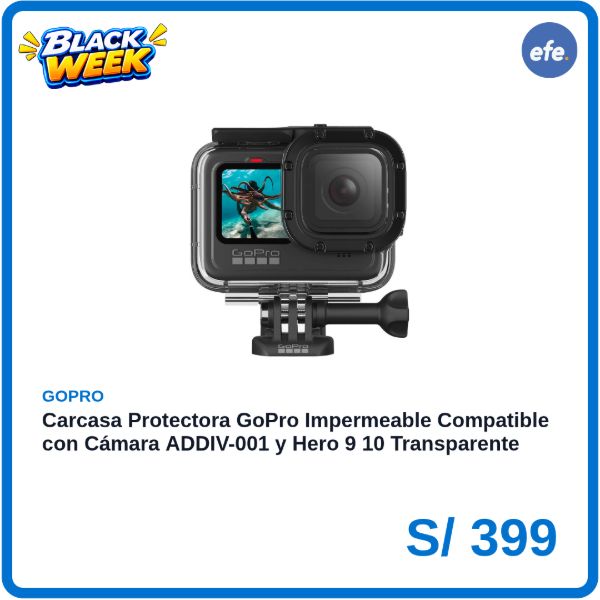 BLACK
WEEK
efe.
GoPro
GoPro
GOPRO
Carcasa Protectora GoPro Impermeable Compatible
con Cámara ADDIV-001 y Hero 9 10 Transparente
S/ 399